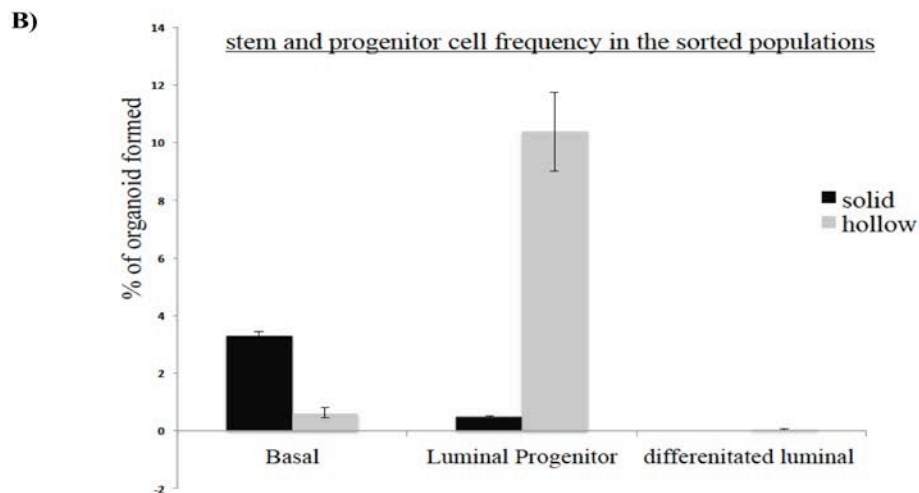 B)
stem and progenitor cell frequency in the sorted populations
% of organoid formed
14
12
10
8
6
4
2
0
-2
solid
hollow
Basal
Luminal Progenitor
differenitated luminal